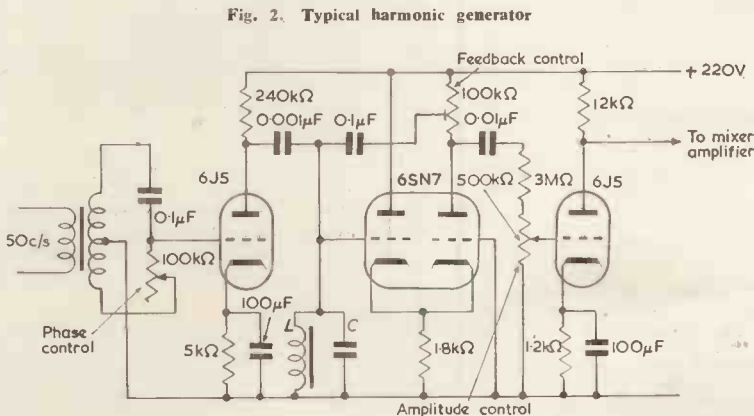 Fig. 2. Typical harmonic generator
Feedback control
+ 220V.
240kΩ
100kΩ
12kΩ
0·001μF
0·1μF
0·01μF
To mixer
amplifier
6J5
6SN7
500kΩ
3MΩ
6J5
0·1μF
50c/s
100kΩ
Phase
control
100μF
L
C
5kΩ
1·8kΩ
1·2kΩ
100μF
Amplitude control